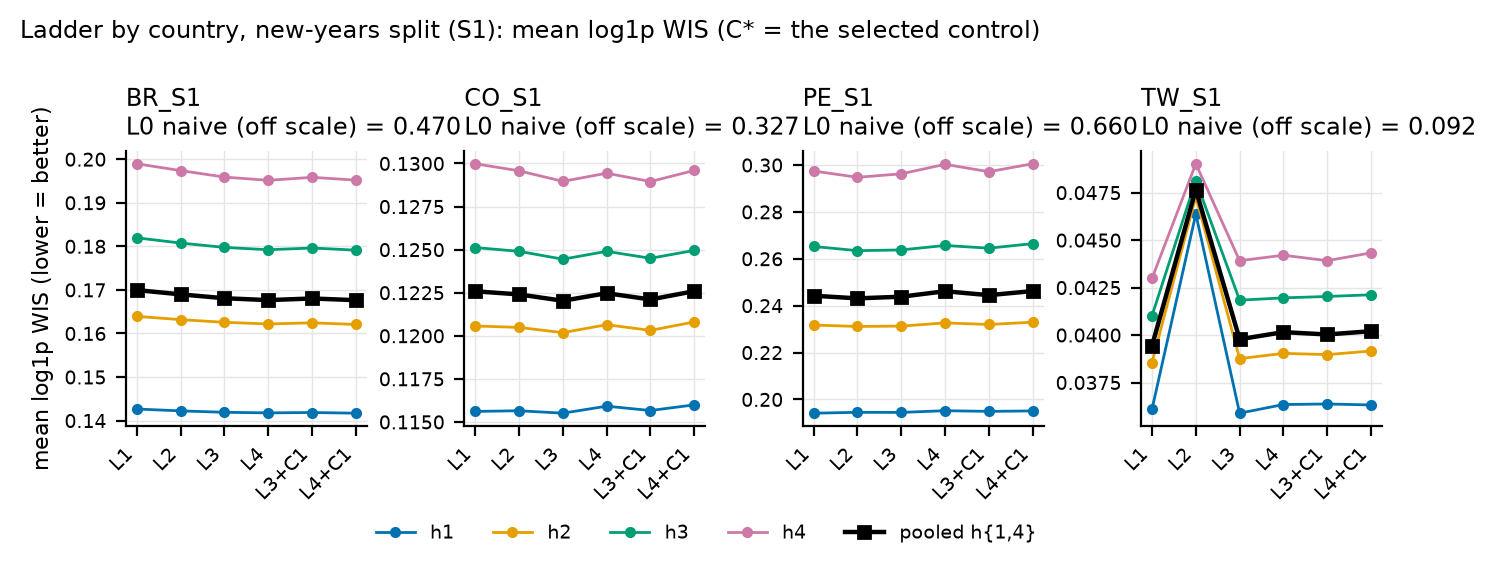 Ladder by country, new-years split (S1): mean log1p WIS (C* = the selected control)
mean log1p WIS (lower = better)
BR_S1
L0 naive (off scale) = 0.470
0.20
0.19
0.18
0.17
0.16
0.15
0.14
L1
L2
L3
L4
L3+C1
L4+C1
CO_S1
L0 naive (off scale) = 0.327
0.1300
0.1275
0.1250
0.1225
0.1200
0.1175
0.1150
L1
L2
L3
L4
L3+C1
L4+C1
PE_S1
L0 naive (off scale) = 0.660
0.30
0.28
0.26
0.24
0.22
0.20
L1
L2
L3
L4
L3+C1
L4+C1
TW_S1
L0 naive (off scale) = 0.092
0.0475
0.0450
0.0425
0.0400
0.0375
L1
L2
L3
L4
L3+C1
L4+C1
h1
h2
h3
h4
pooled h{1,4}